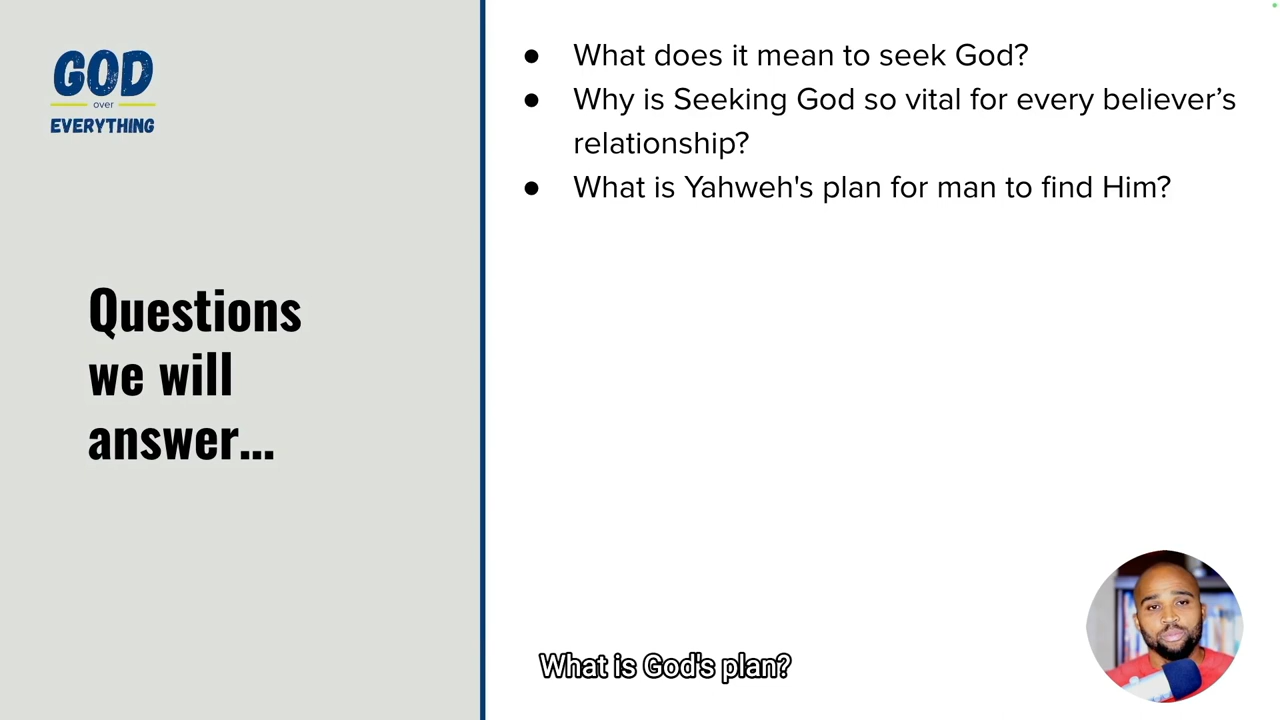 GOD
over
EVERYTHING
Questions
we will
answer...
● What does it mean to seek God?
● Why is Seeking God so vital for every believer’s
relationship?
● What is Yahweh's plan for man to find Him?
What is God's plan?